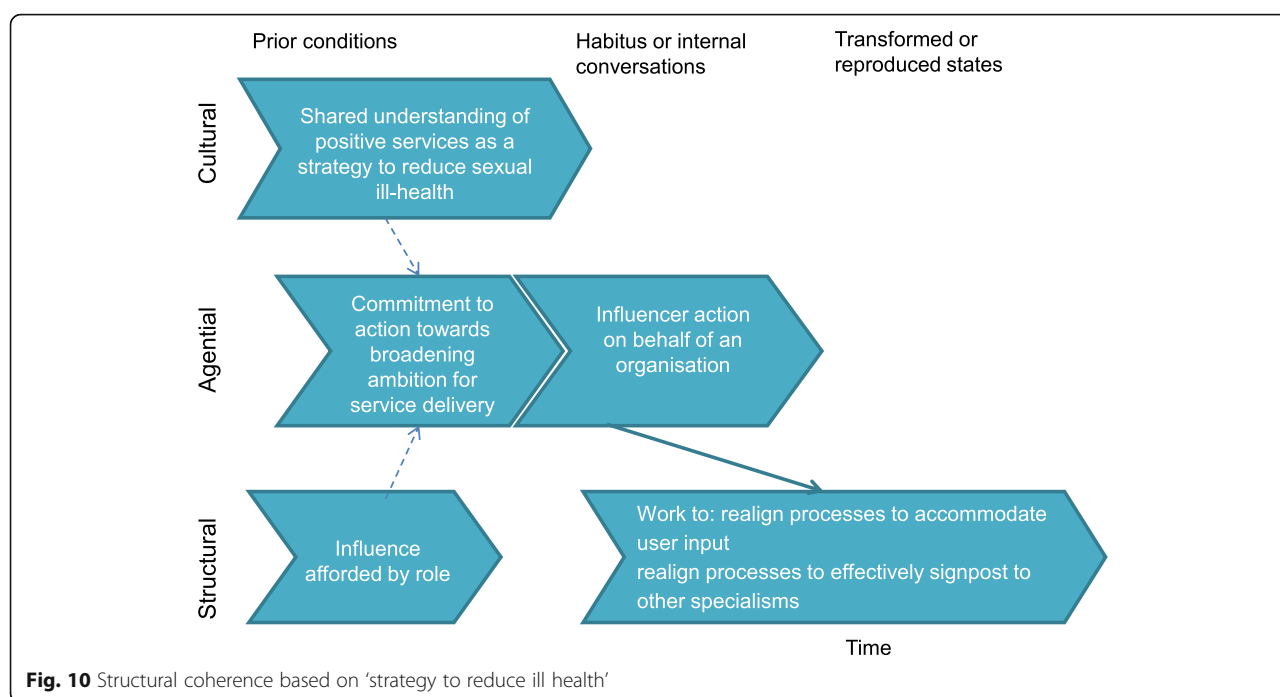 Prior conditions
Habitus or internal
conversations
Transformed or
reproduced states
Cultural
Shared understanding of
positive services as a
strategy to reduce sexual
ill-health
Agential
Commitment to
action towards
broadening
ambition for
service delivery
Influencer action
on behalf of an
organisation
Structural
Influence
afforded by role
Work to: realign processes to accommodate
user input
realign processes to effectively signpost to
other specialisms
Time
Fig. 10 Structural coherence based on ‘strategy to reduce ill health’